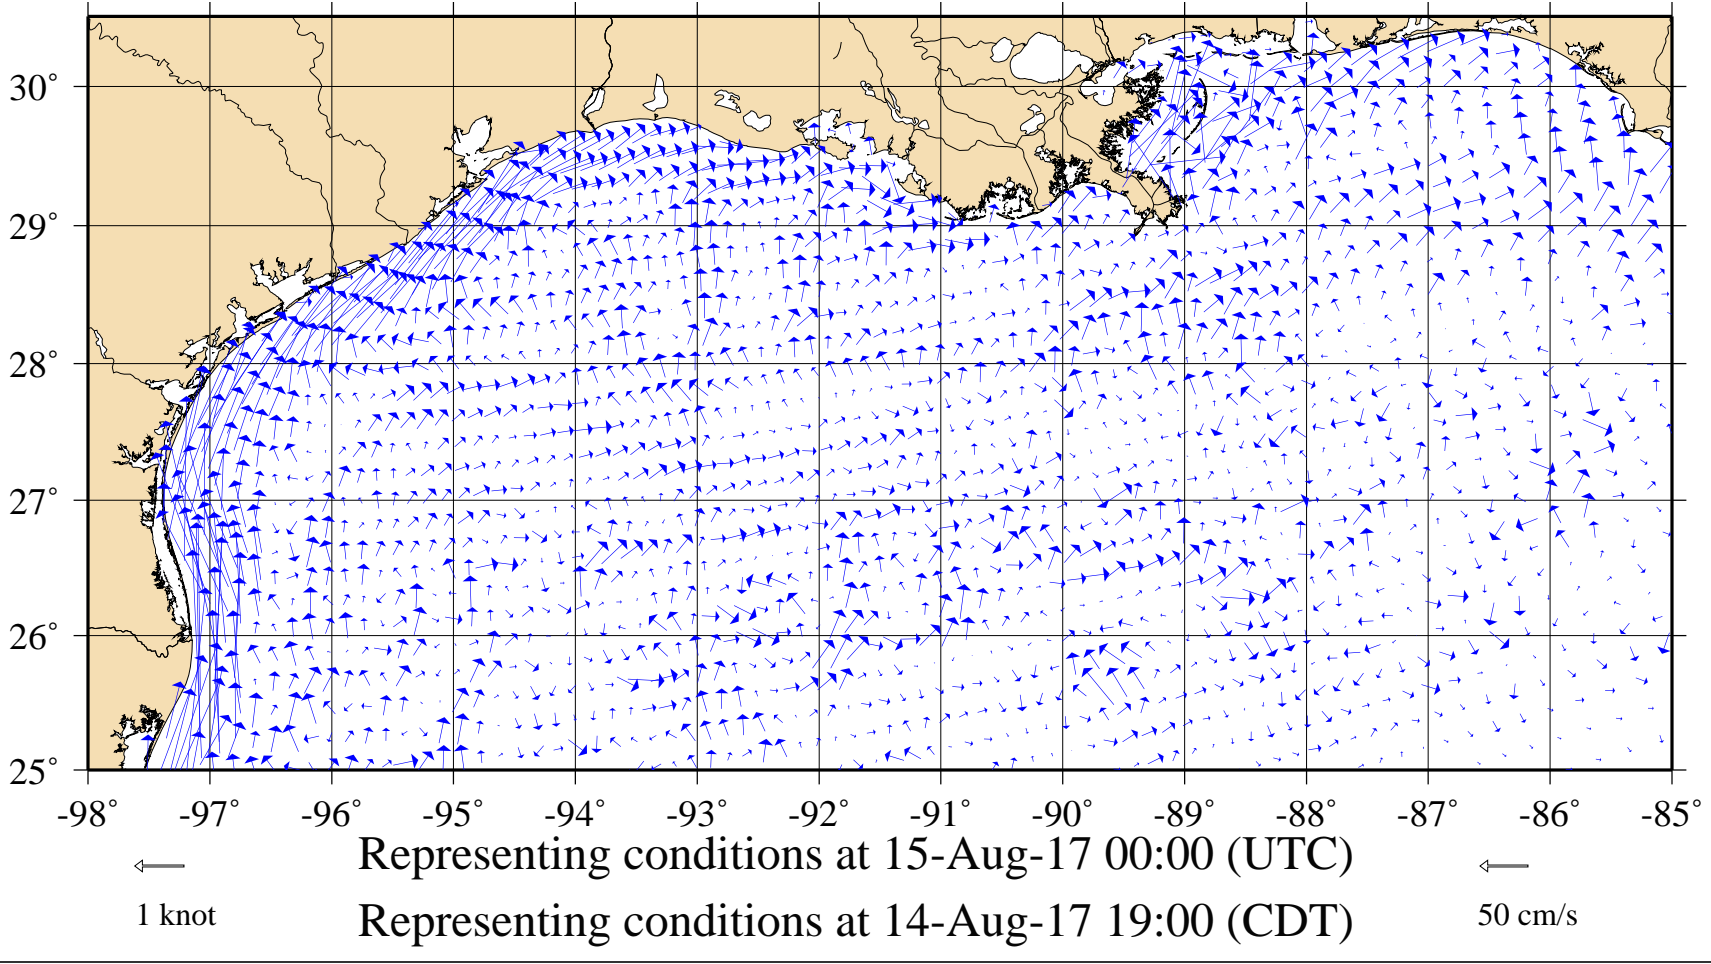 30°
29°
28°
27°
26°
25°
-98° -97° -96° -95° -94° -93° -92° -91° -90° -89° -88° -87° -86° -85°
Representing conditions at 15-Aug-17 00:00 (UTC)
1 knot
50 cm/s
Representing conditions at 14-Aug-17 19:00 (CDT)